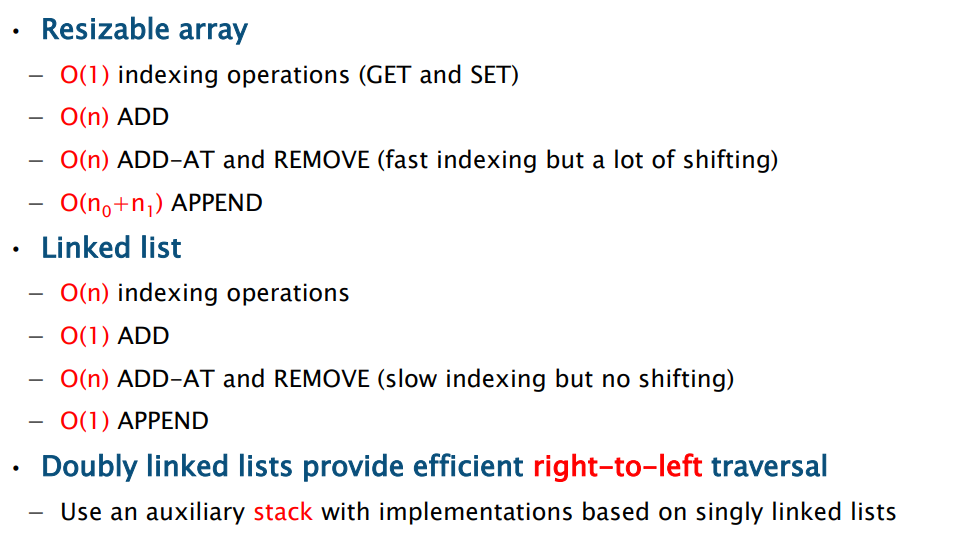 • Resizable array
– O(1) indexing operations (GET and SET)
– O(n) ADD
– O(n) ADD-AT and REMOVE (fast indexing but a lot of shifting)
– O(n₀+n₁) APPEND
• Linked list
– O(n) indexing operations
– O(1) ADD
– O(n) ADD-AT and REMOVE (slow indexing but no shifting)
– O(1) APPEND
• Doubly linked lists provide efficient right-to-left traversal
– Use an auxiliary stack with implementations based on singly linked lists